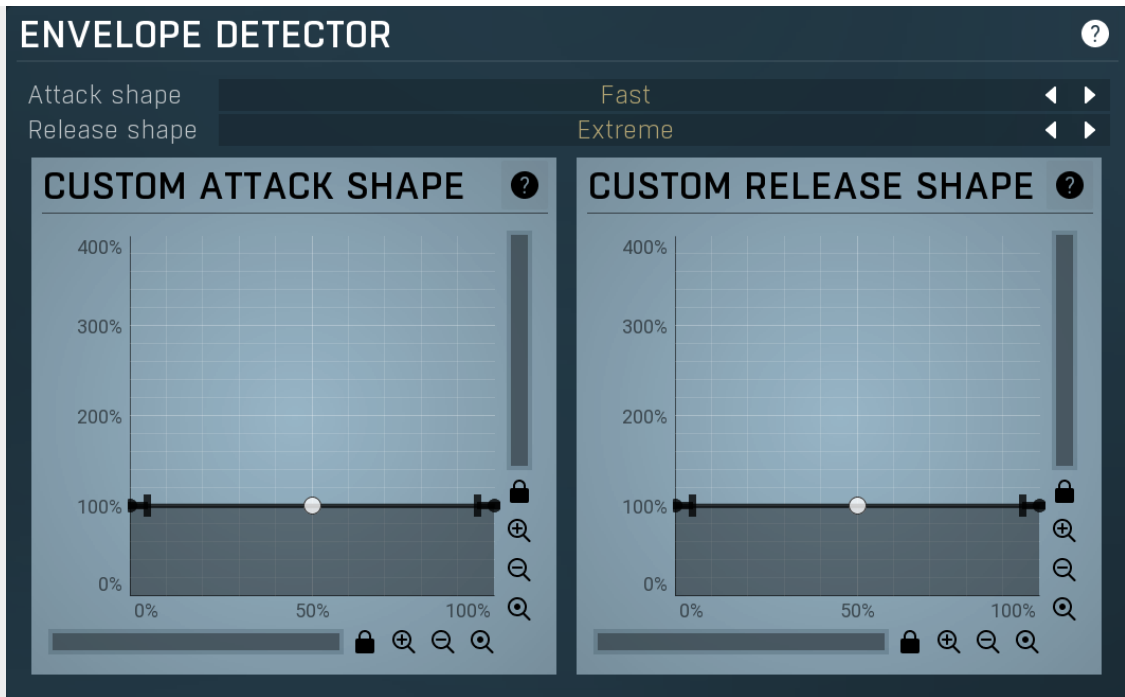 ENVELOPE DETECTOR ?
Attack shape Fast
Release shape Extreme
CUSTOM ATTACK SHAPE ?
400%
300%
200%
100%
0%
0% 50% 100%
CUSTOM RELEASE SHAPE ?
400%
300%
200%
100%
0%
0% 50% 100%